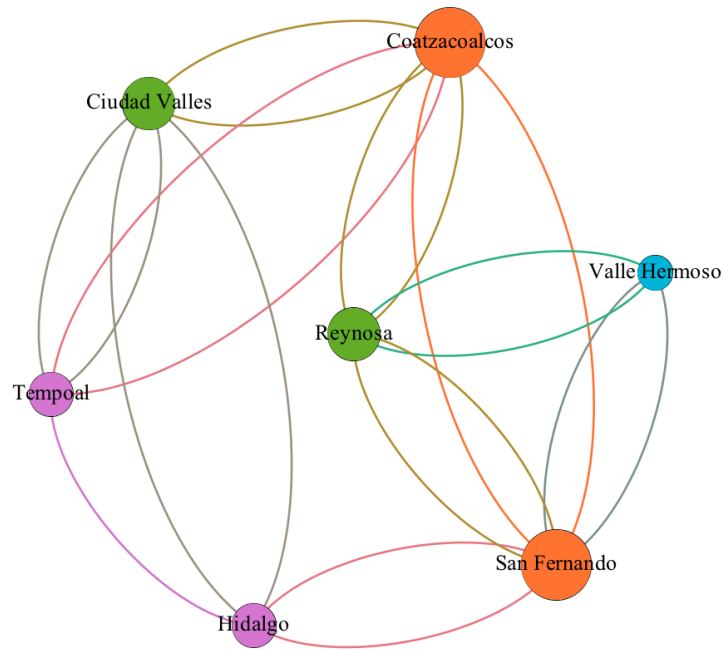 Coatzacoalcos
Ciudad Valles
Valle Hermoso
Reynosa
Tempoal
San Fernando
Hidalgo